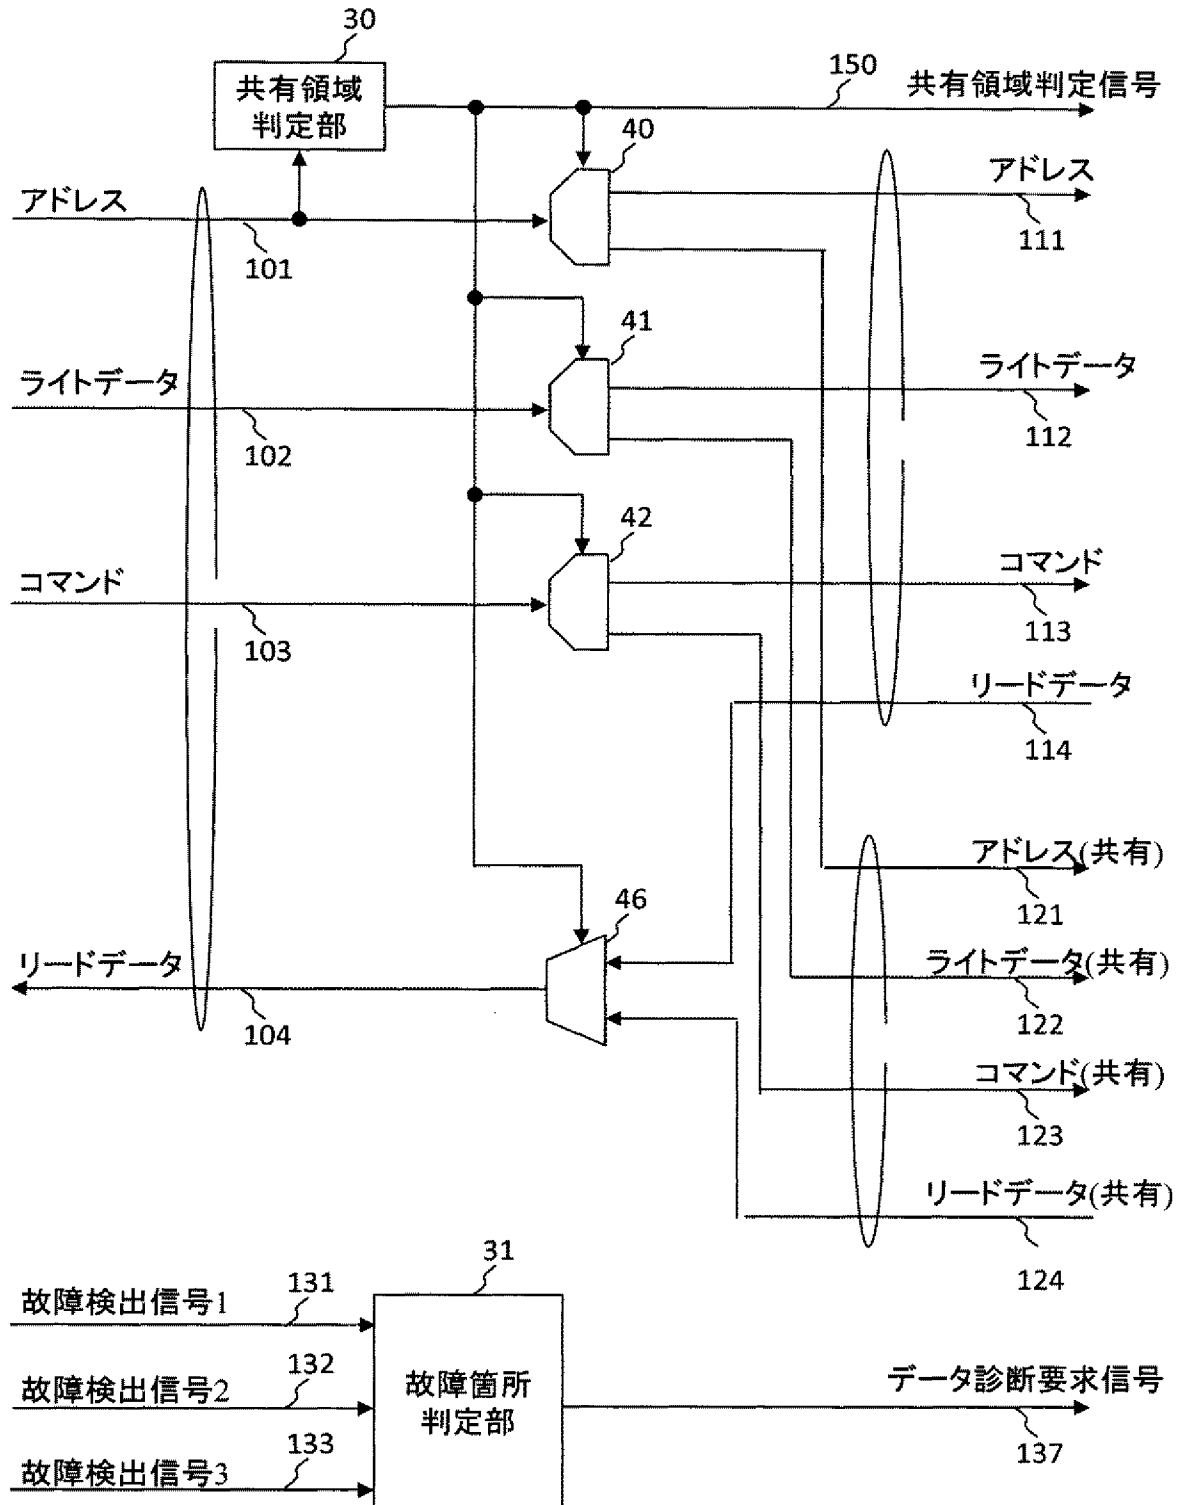 30
共有領域
判定部
150
共有領域判定信号
40
アドレス
アドレス
101
111
41
ライトデータ
ライトデータ
102
112
42
コマンド
コマンド
103
113
リードデータ
114
アドレス(共有)
121
46
リードデータ
ライトデータ(共有)
104
122
コマンド(共有)
123
リードデータ(共有)
124
31
故障検出信号1
131
故障検出信号2
132
故障検出信号3
133
故障箇所
判定部
データ診断要求信号
137